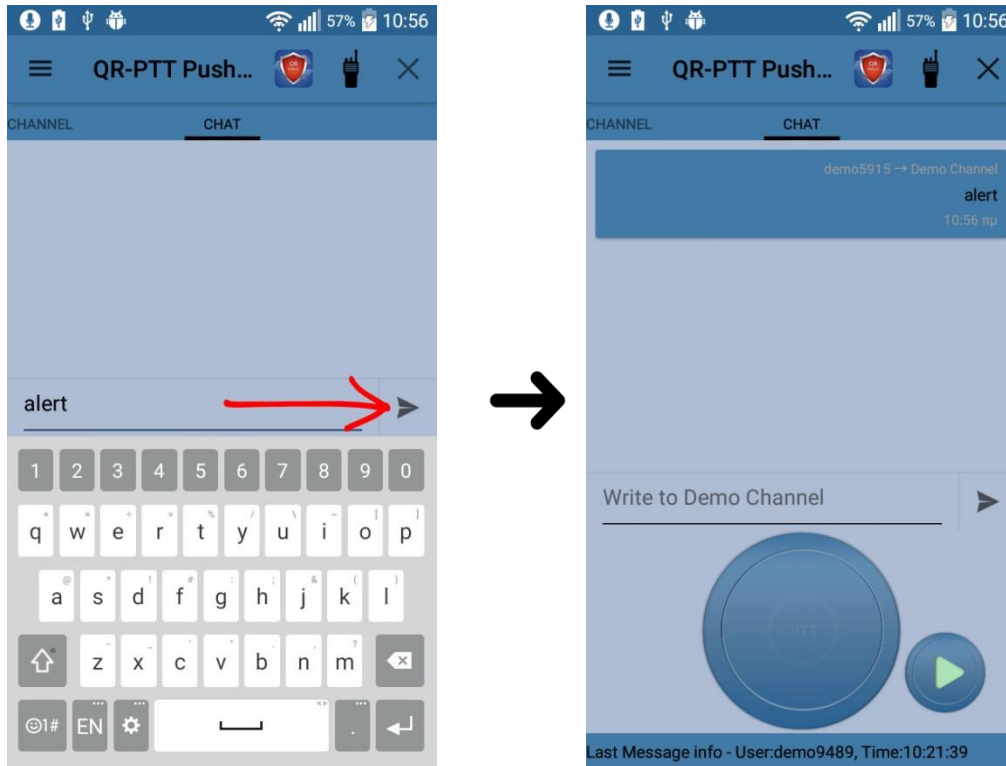 57% 10:56
QR-PTT Push...
CHANNEL CHAT
alert
1 2 3 4 5 6 7 8 9 0
q w e r t y u i o p
a s d f g h j k l
z x c v b n m
☺1# EN .
57% 10:56
QR-PTT Push...
CHANNEL CHAT
demo5915 → Demo Channel
alert
10:56 πμ
Write to Demo Channel
PTT
Last Message info - User:demo9489, Time:10:21:39